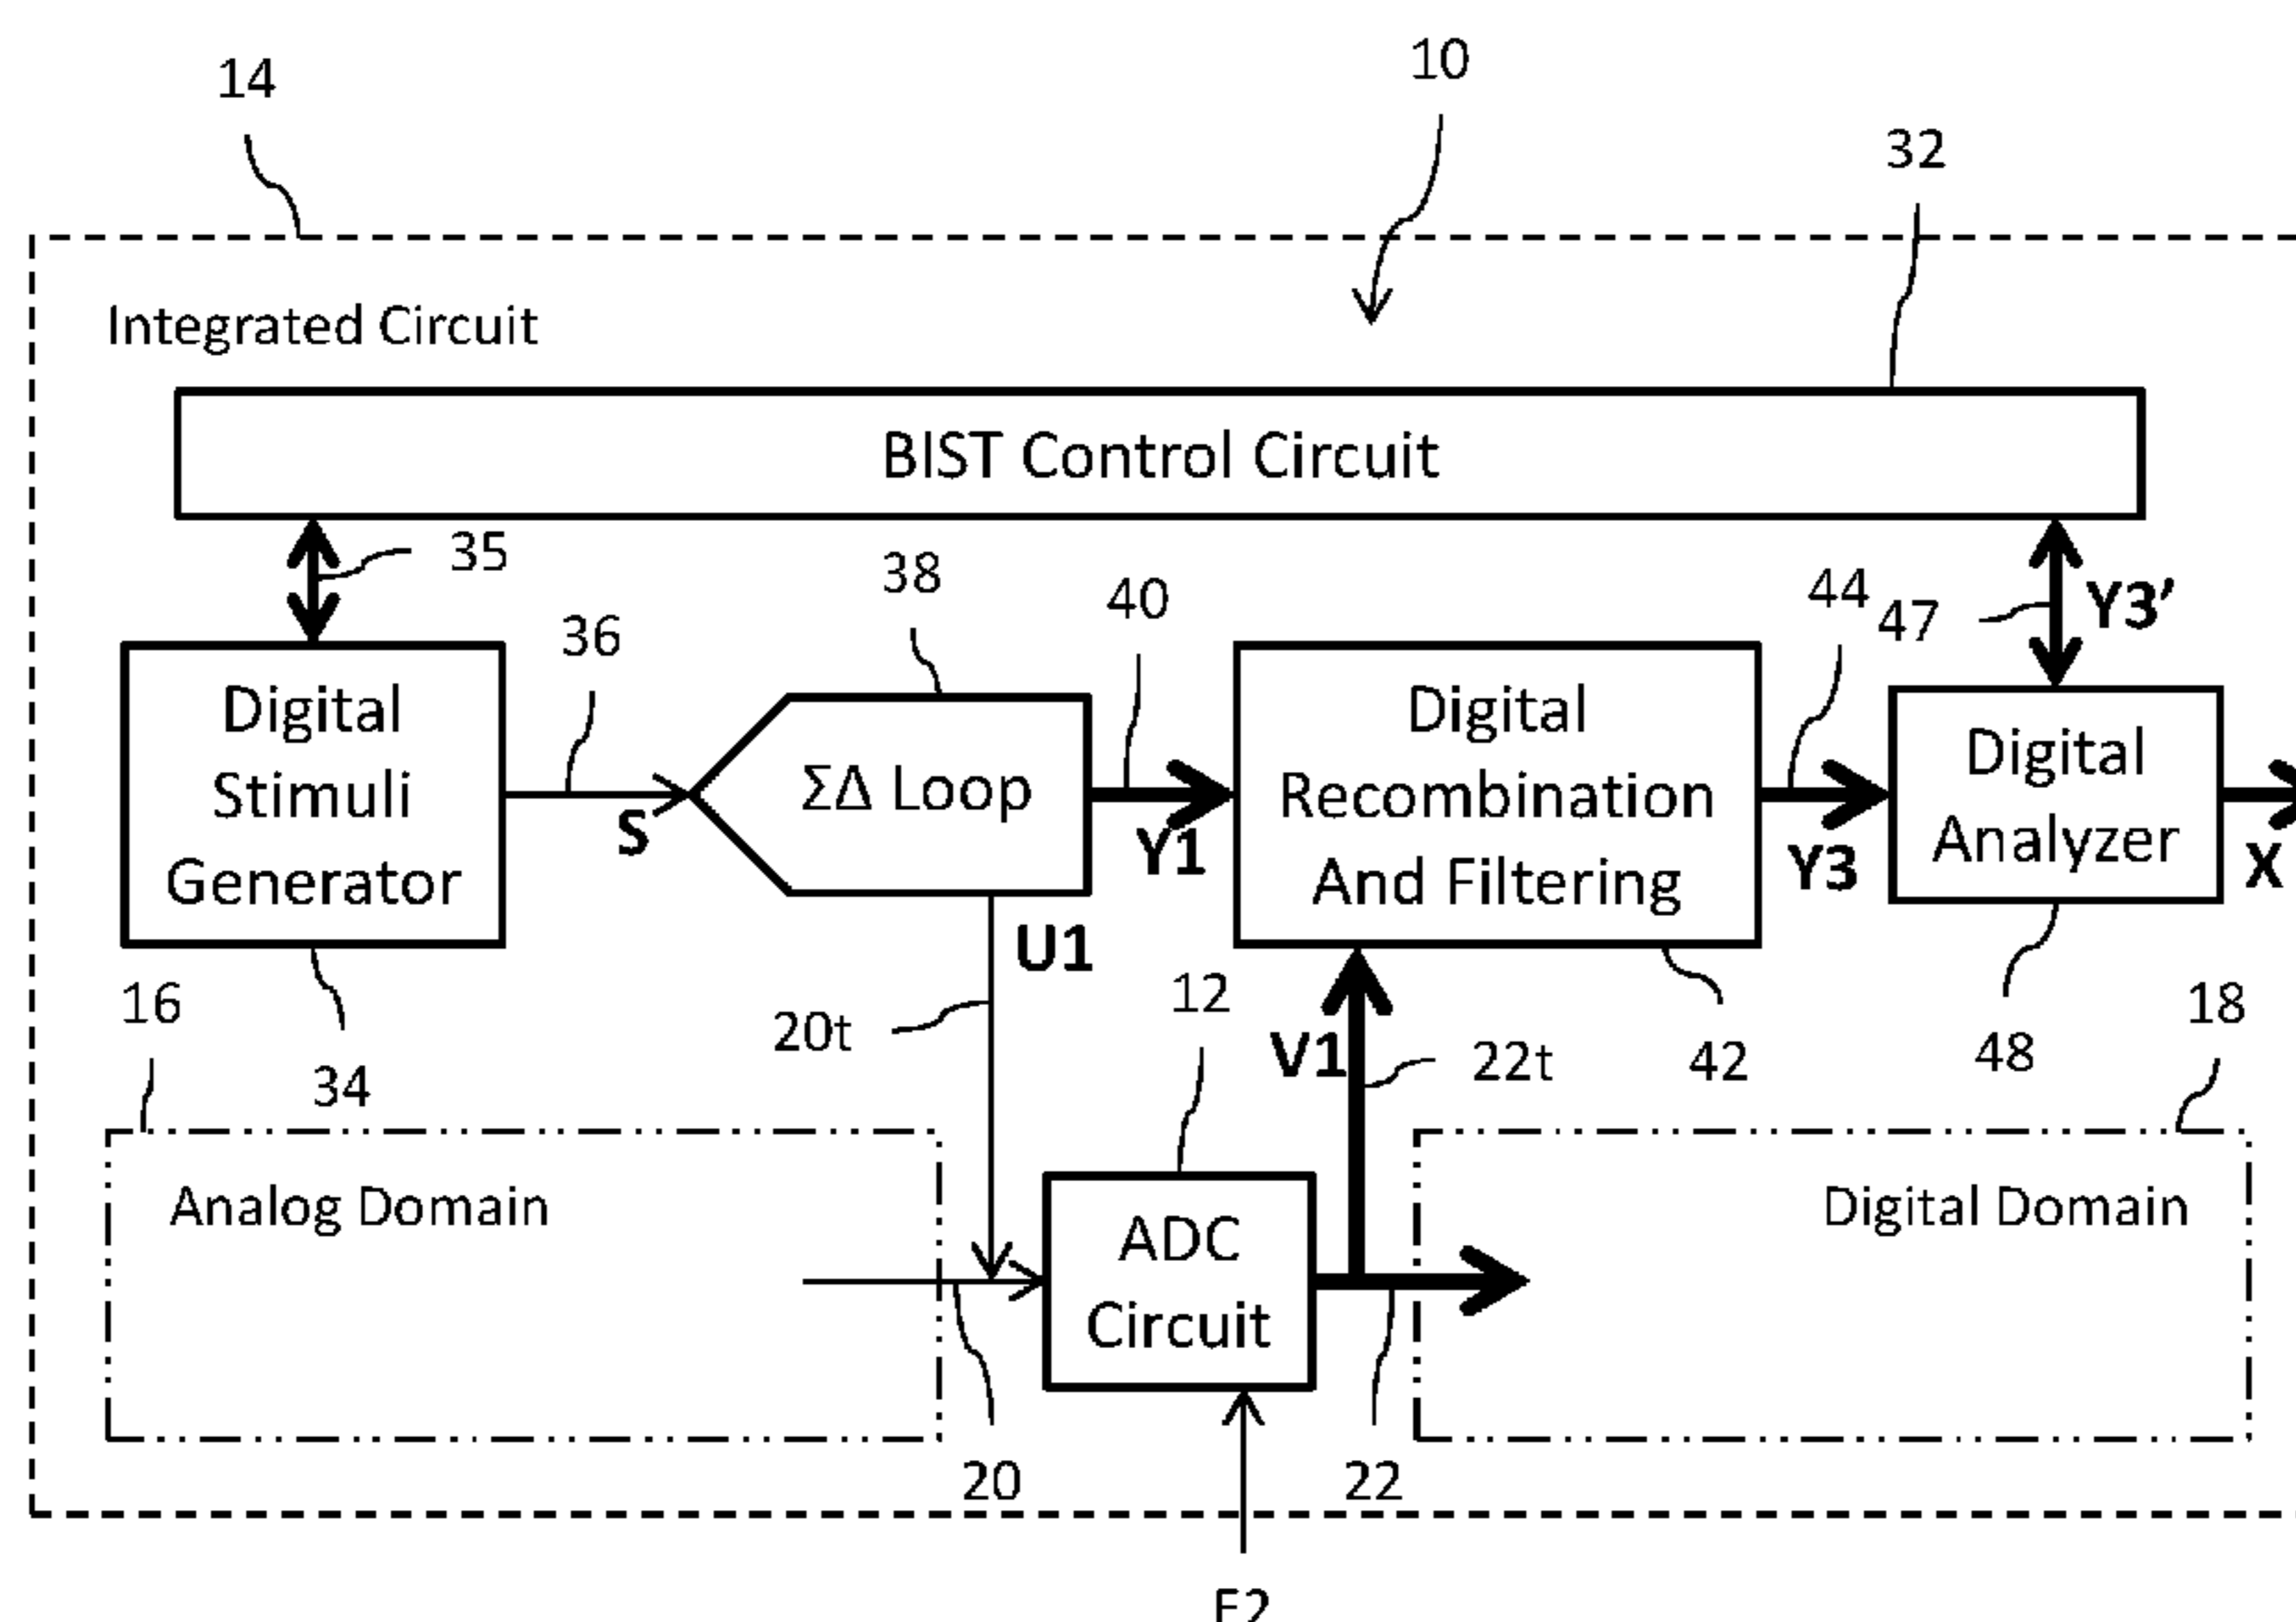 10
14
32
Integrated Circuit
BIST Control Circuit
35
38
40
44
47
Y3’
36
Digital
Stimuli
Generator
S
ΣΔ Loop
Y1
Digital
Recombination
And Filtering
Y3
Digital
Analyzer
X
U1
16
34
20t
12
V1
22t
42
48
18
Analog Domain
ADC
Circuit
Digital Domain
20
22